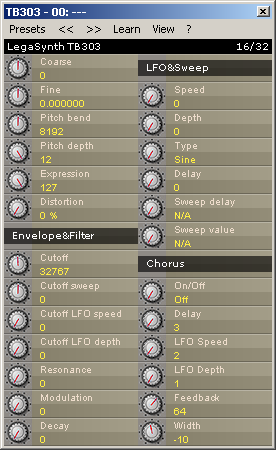 TB303 - 00: ---
Presets << >> Learn View ?
LegaSynth TB303 16/32
Coarse
0
Fine
0.000000
Pitch bend
8192
Pitch depth
12
Expression
127
Distortion
0 %
Envelope&Filter
Cutoff
32767
Cutoff sweep
0
Cutoff LFO speed
0
Cutoff LFO depth
0
Resonance
0
Modulation
0
Decay
0
LFO&Sweep
Speed
0
Depth
0
Type
Sine
Delay
0
Sweep delay
N/A
Sweep value
N/A
Chorus
On/Off
Off
Delay
3
LFO Speed
2
LFO Depth
1
Feedback
64
Width
-10